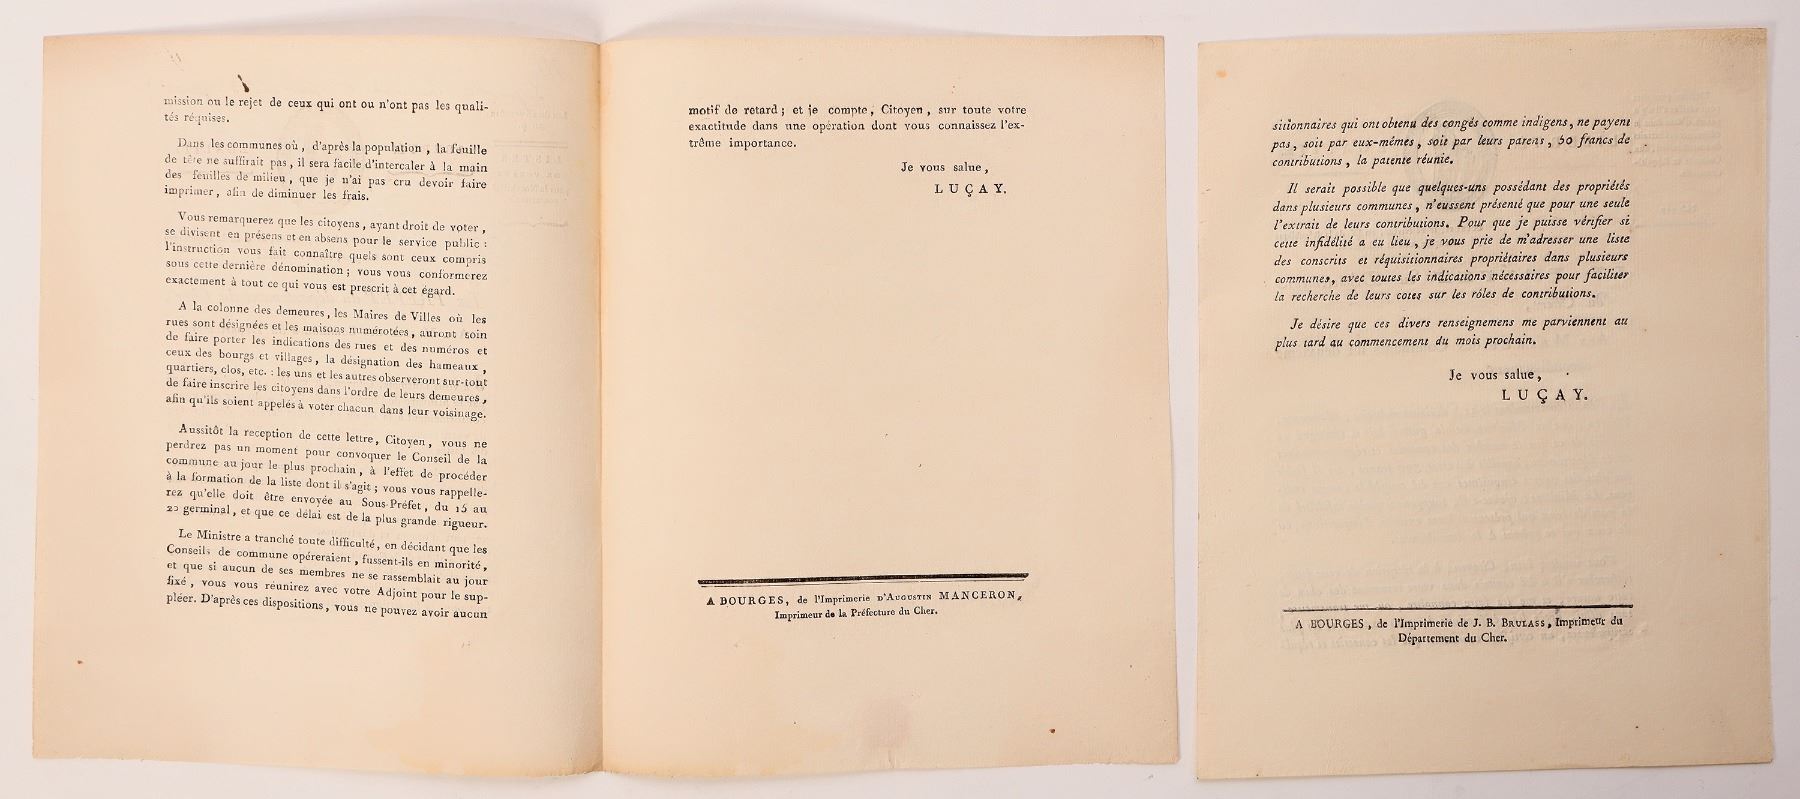 mission ou le rejet de ceux qui ont ou n'ont pas les quali-
tés réquises.
Dans les communes où, d'après la population, la feuille
de tête ne suffirait pas, il sera facile d'intercaler à la main
des feuilles de milieu, que je n'ai pas cru devoir faire
imprimer, afin de diminuer les frais.
Vous remarquerez que les citoyens, ayant droit de voter,
se divisent en présens et en absens pour le service public :
l'instruction vous fait connaître quels sont ceux compris
sous cette dernière dénomination ; vous vous conformerez
exactement à tout ce qui vous est prescrit à cet égard.
A la colonne des demeures, les Maires de Villes où les
rues sont désignées et les maisons numérotées, auront soin
de faire porter les indications des rues et des numéros et
ceux des bourgs et villages, la désignation des hameaux,
quartiers, clos, etc. : les uns et les autres observeront sur-tout
de faire inscrire les citoyens dans l'ordre de leurs demeures,
afin qu'ils soient appelés à voter chacun dans leur voisinage.
Aussitôt la reception de cette lettre, Citoyen, vous ne
perdrez pas un moment pour convoquer le Conseil de la
commune au jour le plus prochain, à l'effet de procéder
à la formation de la liste dont il s'agit ; vous vous rappelle-
rez qu'elle doit être envoyée au Sous-Préfet, du 15 au
20 germinal, et que ce délai est de la plus grande rigueur.
Le Ministre a tranché toute difficulté, en décidant que les
Conseils de commune opéreraient, fussent-ils en minorité,
et que si aucun de ses membres ne se rassemblait au jour
fixé, vous vous réunirez avec votre Adjoint pour le sup-
pléer. D'après ces dispositions, vous ne pouvez avoir aucun
motif de retard ; et je compte, Citoyen, sur toute votre
exactitude dans une opération dont vous connaissez l'ex-
trême importance.
Je vous salue,
LUÇAY.
A BOURGES, de l'Imprimerie D'AUGUSTIN MANCERON,
Imprimeur de la Préfecture du Cher.
sitionnaires qui ont obtenu des congés comme indigens, ne payent
pas, soit par eux-mêmes, soit par leurs parens, 50 francs de
contributions, la patente réunie.
Il serait possible que quelques-uns possédant des propriétés
dans plusieurs communes, n'eussent présenté que pour une seule
l'extrait de leurs contributions. Pour que je puisse vérifier si
cette infidélité a eu lieu, je vous prie de m'adresser une liste
des conscrits et réquisitionnaires propriétaires dans plusieurs
communes, avec toutes les indications nécessaires pour faciliter
la recherche de leurs cotes sur les rôles de contributions.
Je désire que ces divers renseignemens me parviennent au
plus tard au commencement du mois prochain.
Je vous salue,
LUÇAY.
A BOURGES, de l'Imprimerie de J. B. BRULASS, Imprimeur du
Département du Cher.